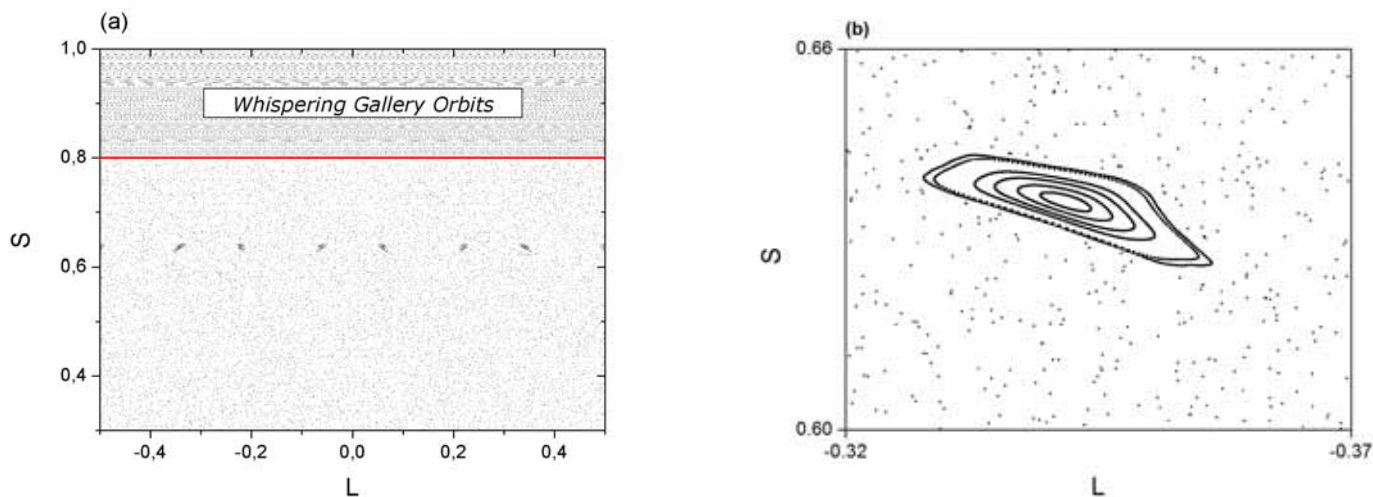 (a)
1,0
0,8
0,6
0,4
S
Whispering Gallery Orbits
-0,4 -0,2 0,0 0,2 0,4
L
(b)
0.66
S
0.60
-0.32 -0.37
L